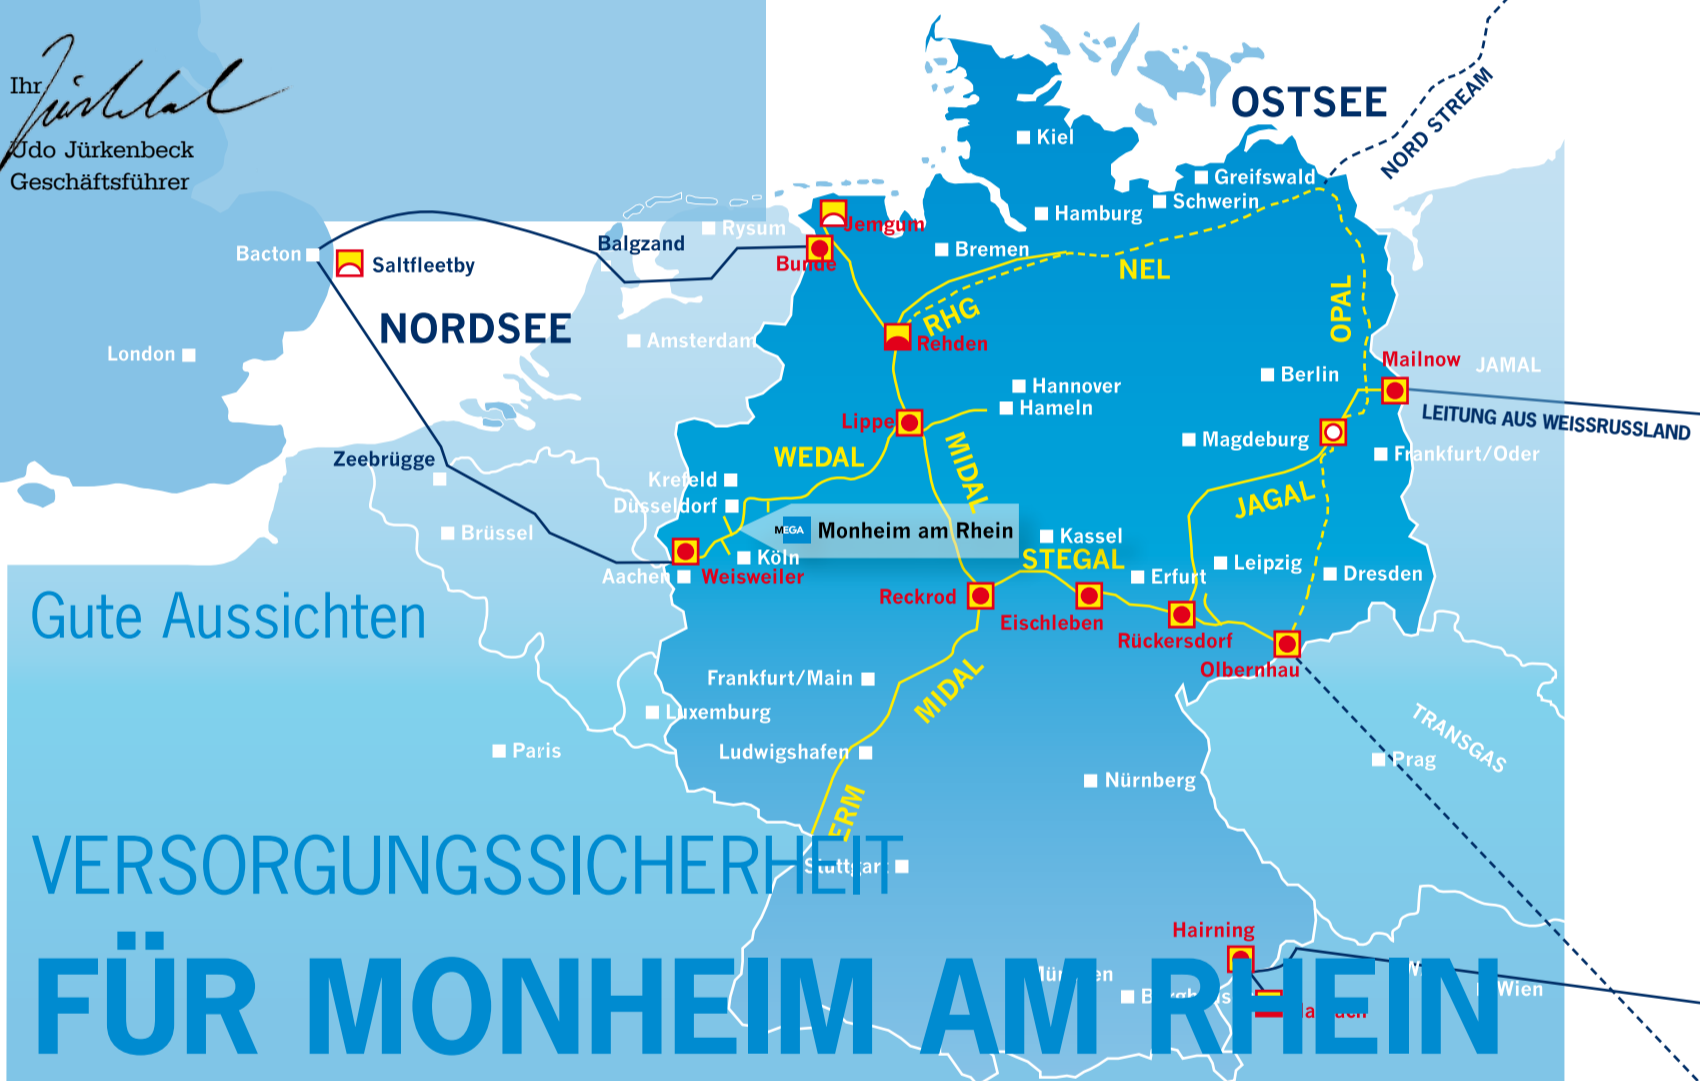 Ihr
Udo Jürkenbeck
Geschäftsführer
OSTSEE
NORD STREAM
Kiel
Greifswald
Schwerin
Hamburg
Jemgum
Rysum
Balgzand
Bacton
Saltfleetby
Bunde
Bremen
NEL
OPAL
RHG
NORDSEE
Rehden
Amsterdam
London
Mailnow
JAMAL
Berlin
Hannover
Hameln
LEITUNG AUS WEISSRUSSLAND
Lippe
Magdeburg
Frankfurt/Oder
MIDAL
WEDAL
Zeebrügge
Krefeld
Düsseldorf
JAGAL
MEGA Monheim am Rhein
Brüssel
Kassel
Köln
STEGAL
Leipzig
Aachen
Weisweiler
Erfurt
Dresden
Reckrod
Eischleben
Gute Aussichten
Rückersdorf
Olbernhau
Frankfurt/Main
MIDAL
Luxemburg
TRANSGAS
Paris
Ludwigshafen
Prag
Nürnberg
VERSORGUNGSSICHERHEIT
Stuttgart
Hairning
Wien
FÜR MONHEIM AM RHEIN